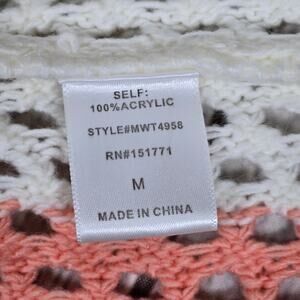 SELF:
100%ACRYLIC
STYLE#MWT4958
RN#151771
M
MADE IN CHINA